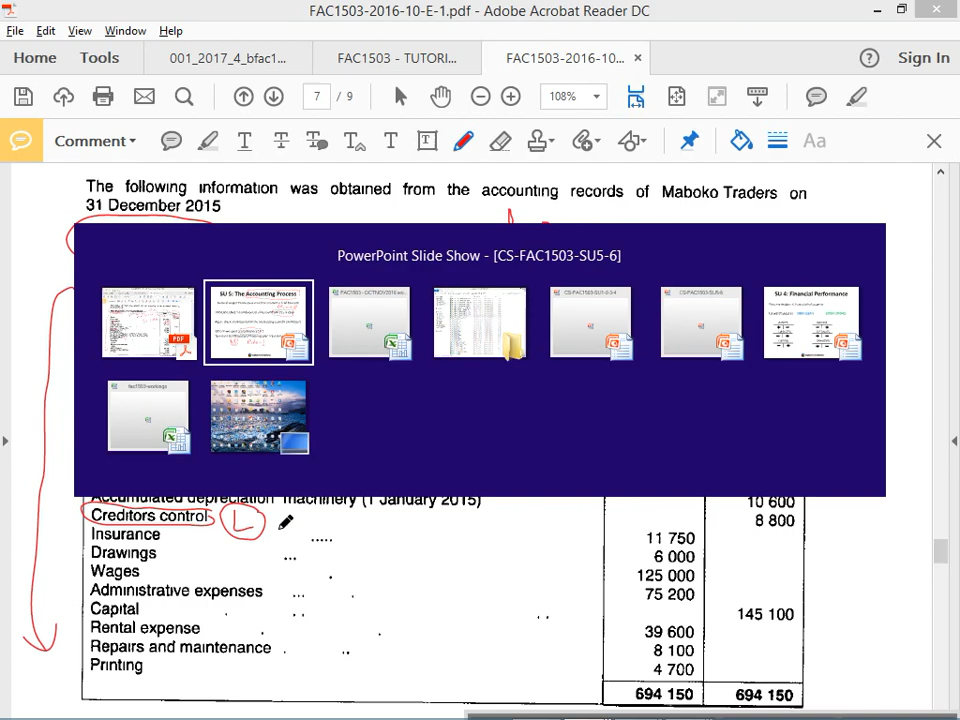 FAC1503-2016-10-E-1.pdf - Adobe Acrobat Reader DC
File Edit View Window Help
Home Tools 001_2017_4_bfac1... FAC1503 - TUTORI... FAC1503-2016-10... × Sign In
7 / 9 108%
Comment Aa
The following information was obtained from the accounting records of Maboko Traders on
31 December 2015
PowerPoint Slide Show - [CS-FAC1503-SU5-6]
SU 5: The Accounting Process
SU 4: Financial Performance
Accumulated depreciation machinery (1 January 2015) 10 600
Creditors control L 8 800
Insurance ..... 11 750
Drawings ... 6 000
Wages 125 000
Administrative expenses ... 75 200
Capital 145 100
Rental expense 39 600
Repairs and maintenance 8 100
Printing 4 700
694 150 694 150